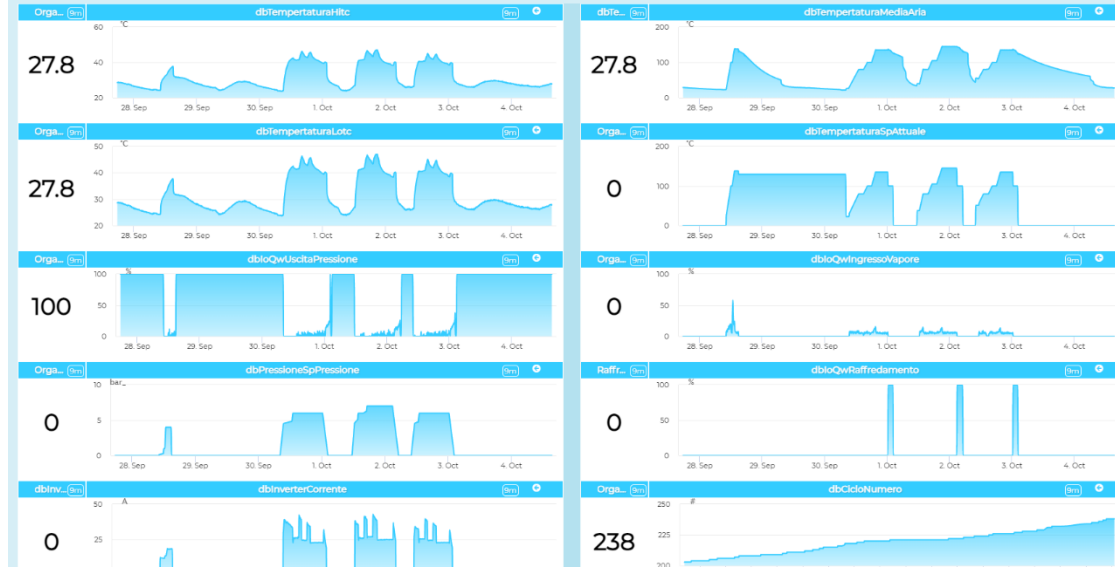 Orga... 9m dbTempertaturaHitc 9m
°C
60
40
20
27.8
28. Sep 29. Sep 30. Sep 1. Oct 2. Oct 3. Oct 4. Oct
dbTe... 9m dbTempertaturaMediaAria 9m
°C
200
100
0
27.8
28. Sep 29. Sep 30. Sep 1. Oct 2. Oct 3. Oct 4. Oct
Orga... 9m dbTempertaturaLotc 9m
°C
50
40
30
20
27.8
28. Sep 29. Sep 30. Sep 1. Oct 2. Oct 3. Oct 4. Oct
Orga... 9m dbTempertaturaSpAttuale 9m
°C
200
100
0
0
28. Sep 29. Sep 30. Sep 1. Oct 2. Oct 3. Oct 4. Oct
Orga... 9m dbIoQwUscitaPressione 9m
%
100
50
0
100
28. Sep 29. Sep 30. Sep 1. Oct 2. Oct 3. Oct 4. Oct
Orga... 9m dbIoQwIngressoVapore 9m
%
100
50
0
0
28. Sep 29. Sep 30. Sep 1. Oct 2. Oct 3. Oct 4. Oct
Orga... 9m dbPressioneSpPressione 9m
bar_
10
5
0
0
28. Sep 29. Sep 30. Sep 1. Oct 2. Oct 3. Oct 4. Oct
Raffr... 9m dbIoQwRaffredamento 9m
%
100
50
0
0
28. Sep 29. Sep 30. Sep 1. Oct 2. Oct 3. Oct 4. Oct
dbInv... 9m dbInverterCorrente 9m
A
50
25
0
Orga... 9m dbCicloNumero 9m
#
250
225
200
238